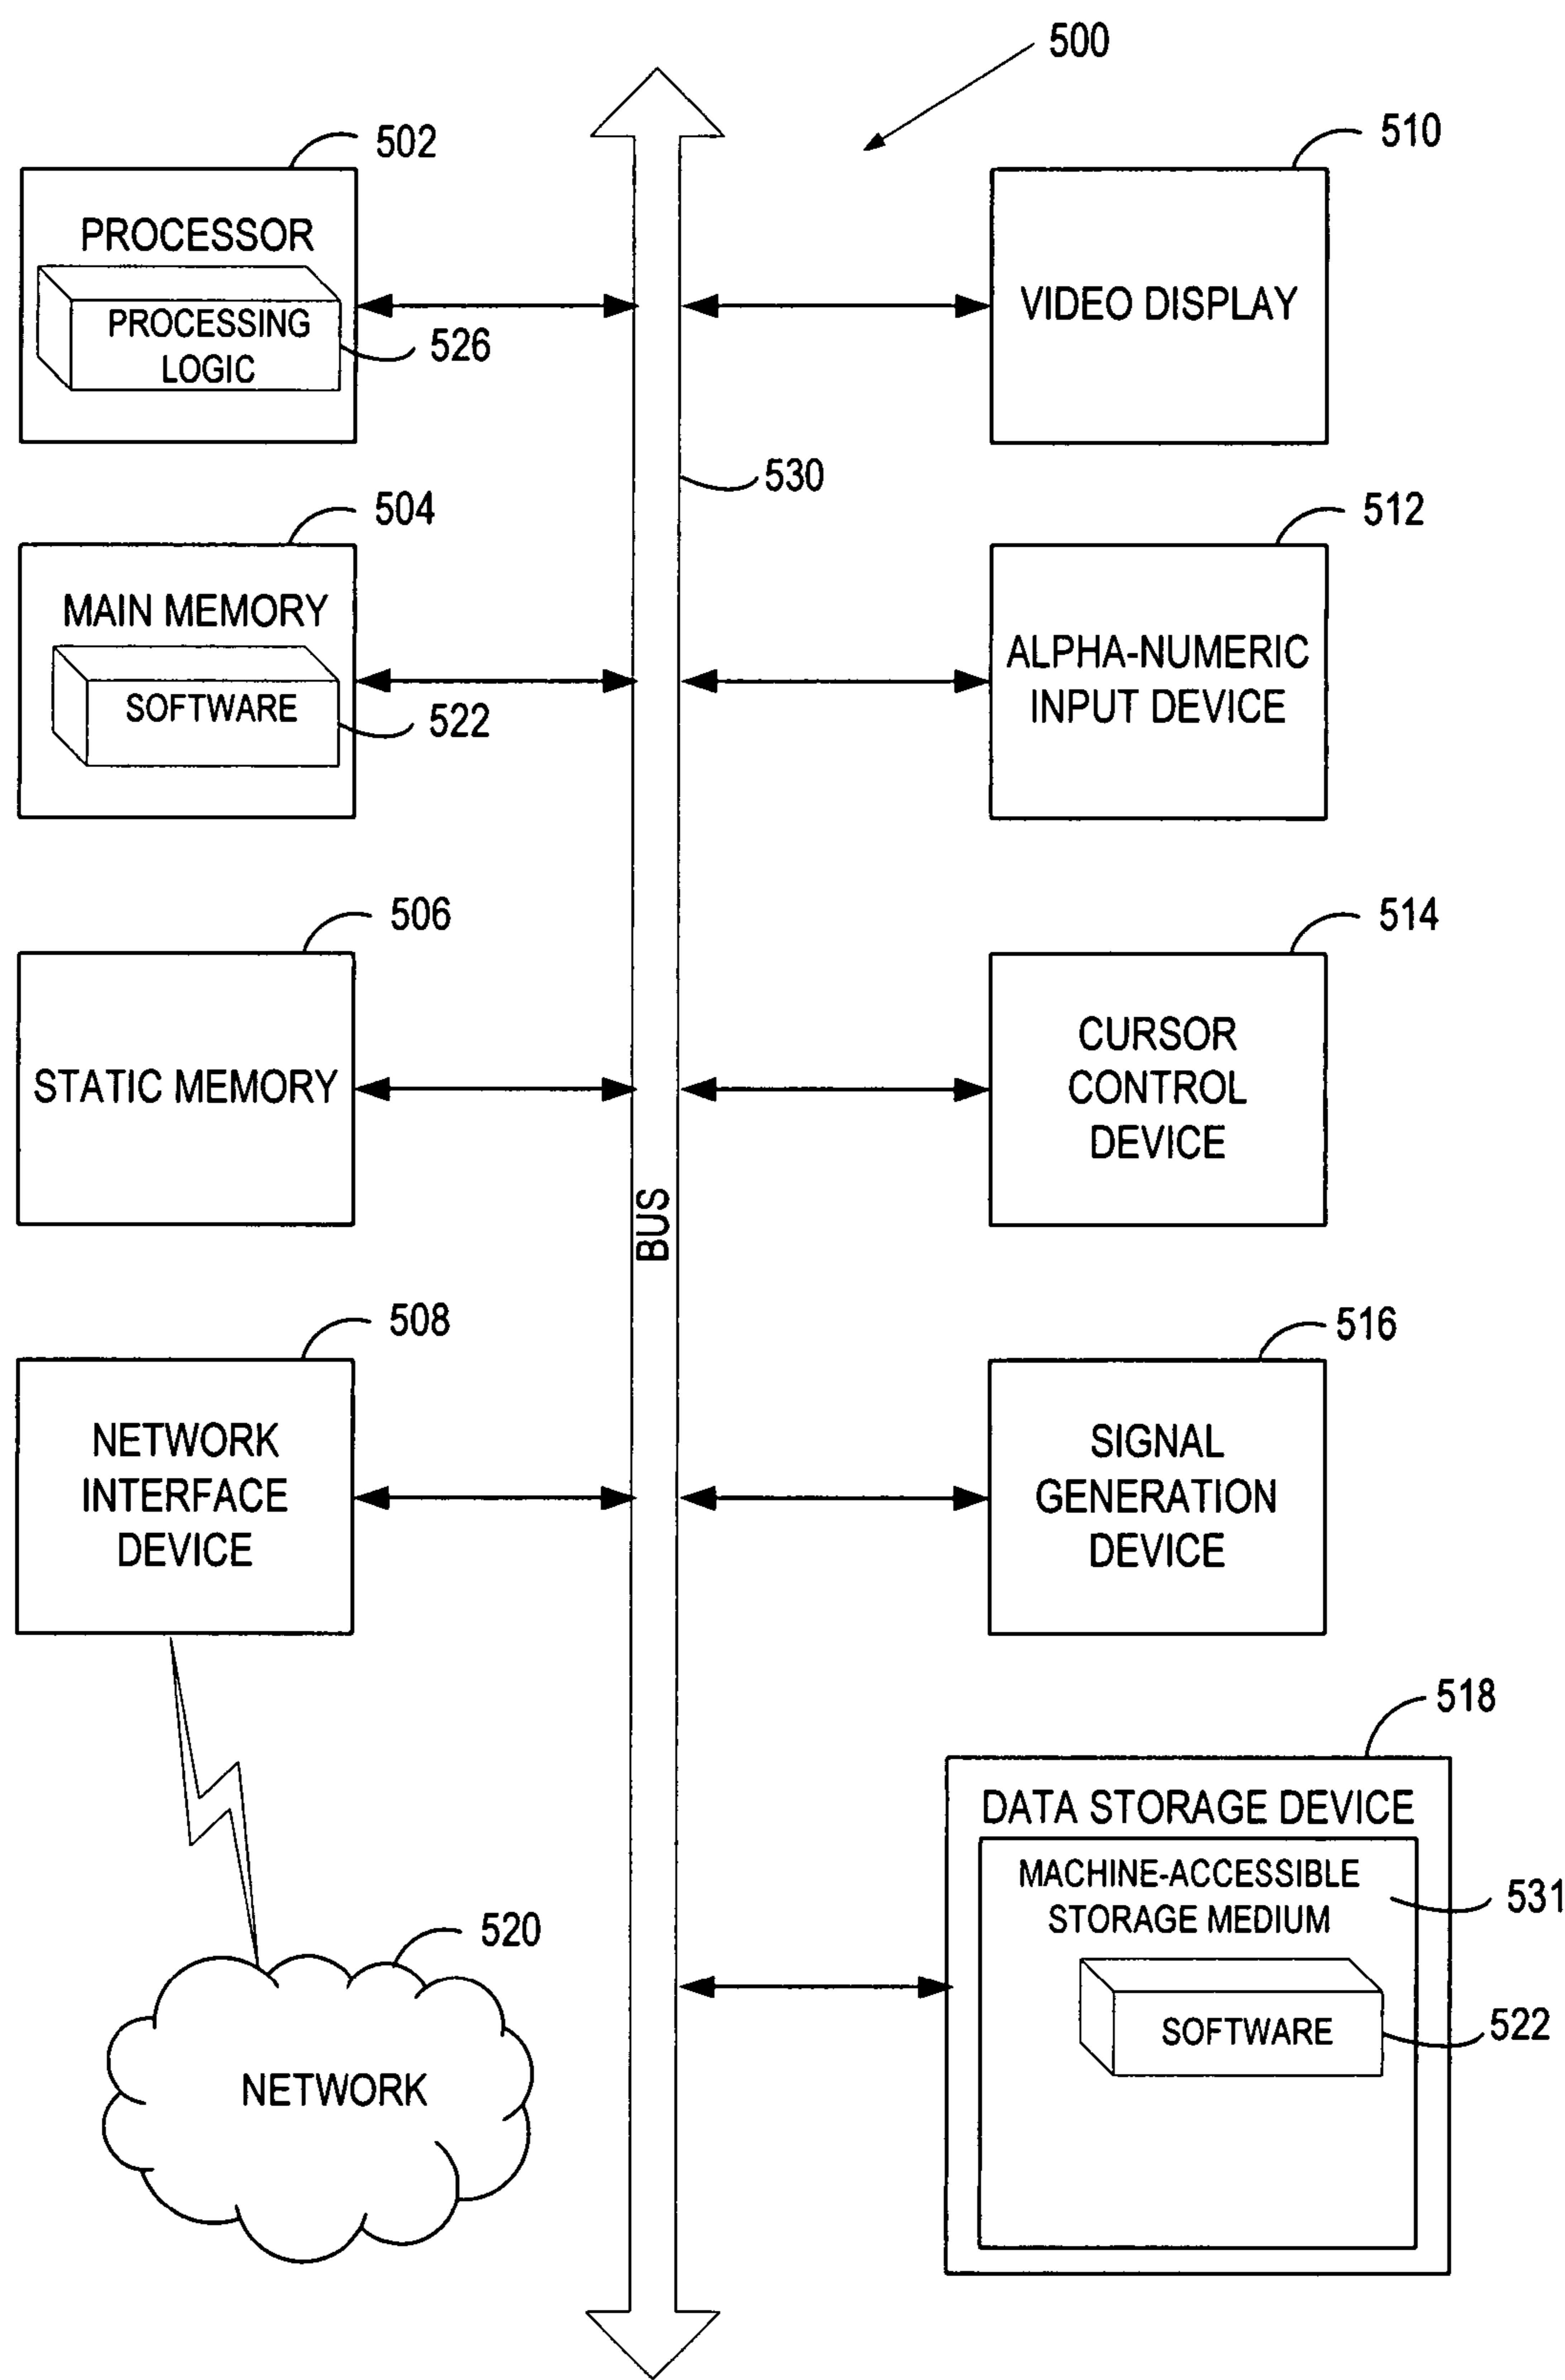 500
502
PROCESSOR
PROCESSING
LOGIC
526
510
VIDEO DISPLAY
530
504
MAIN MEMORY
SOFTWARE
522
512
ALPHA-NUMERIC
INPUT DEVICE
506
STATIC MEMORY
514
CURSOR
CONTROL
DEVICE
BUS
508
NETWORK
INTERFACE
DEVICE
516
SIGNAL
GENERATION
DEVICE
518
DATA STORAGE DEVICE
MACHINE-ACCESSIBLE
STORAGE MEDIUM
531
SOFTWARE
522
520
NETWORK